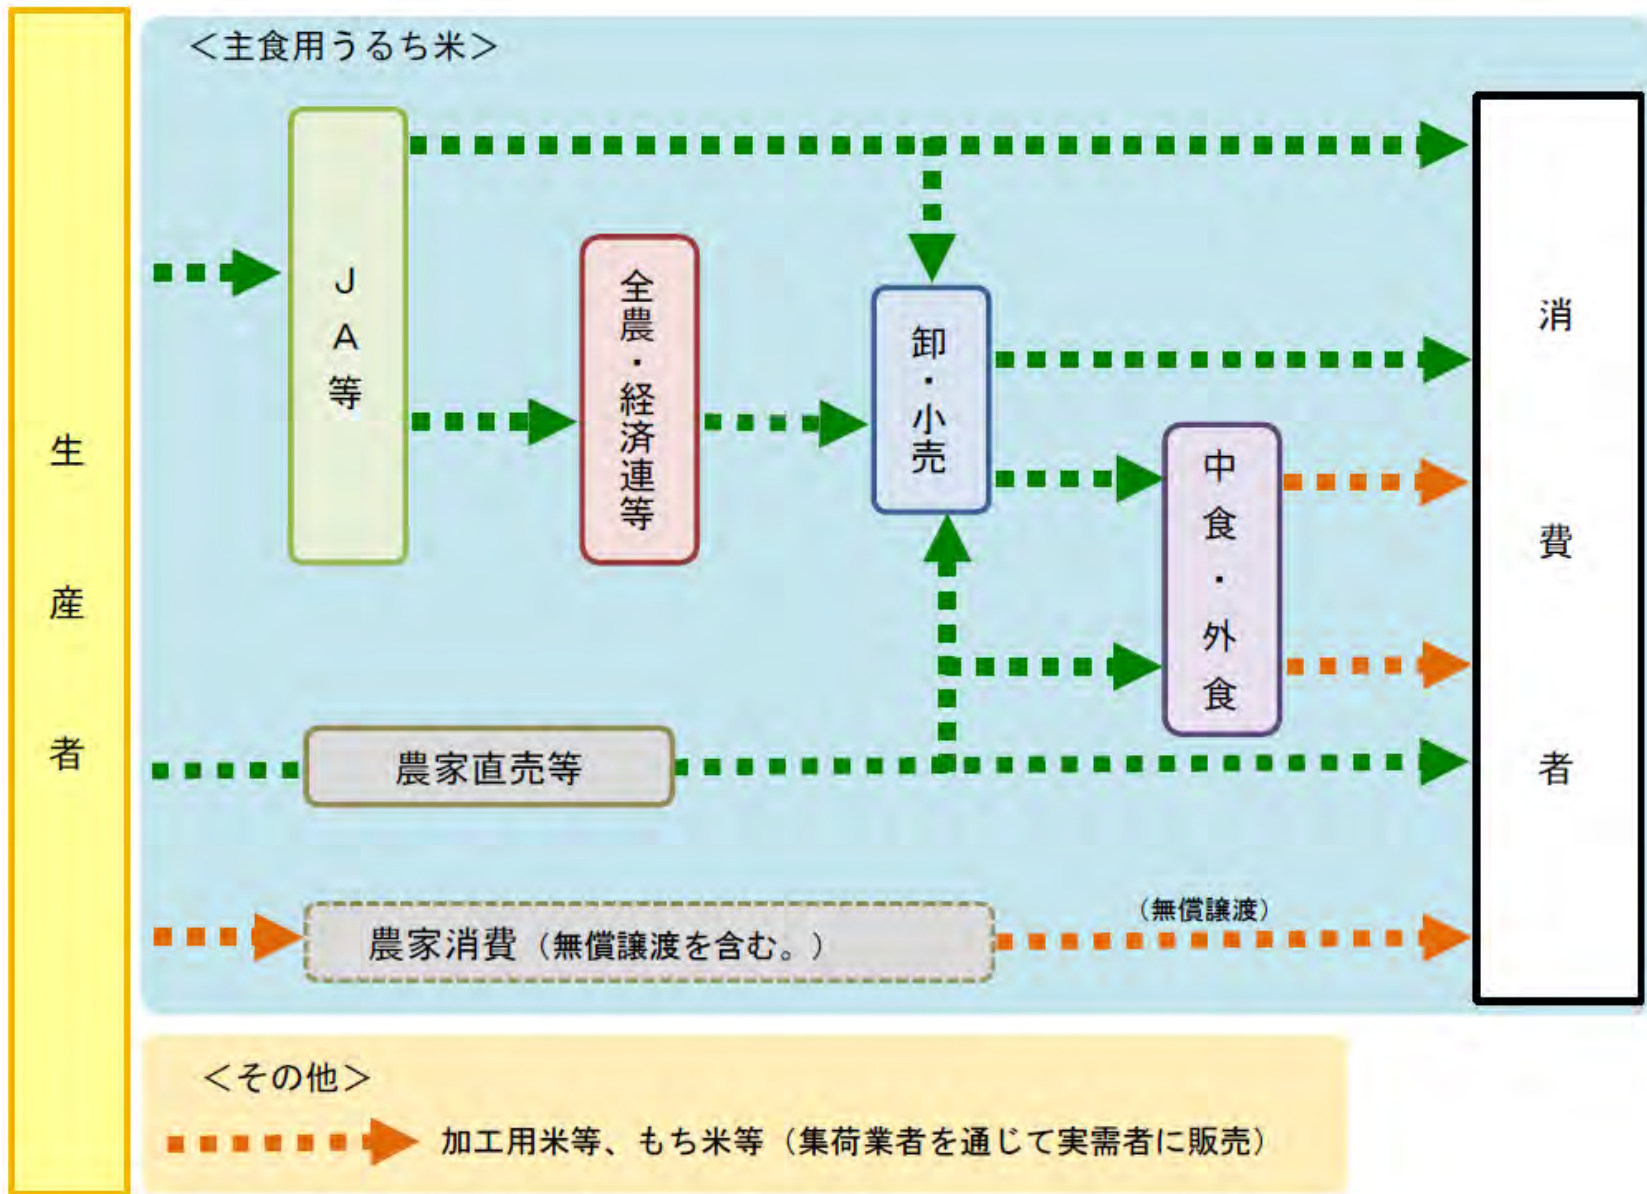 ＜主食用うるち米＞
生産者
ＪＡ等
全農・経済連等
卸・小売
中食・外食
消費者
農家直売等
農家消費（無償譲渡を含む。）
（無償譲渡）
＜その他＞
加工用米等、もち米等（集荷業者を通じて実需者に販売）